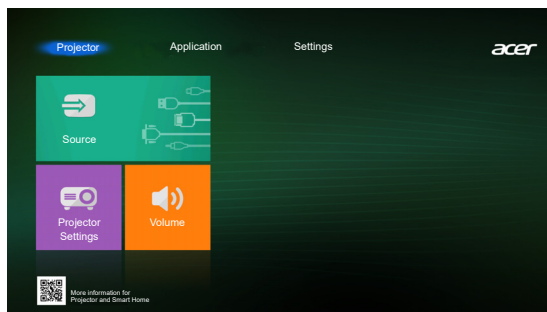 Projector Application Settings
acer
Source
Projector
Settings
Volume
More information for
Projector and Smart Home